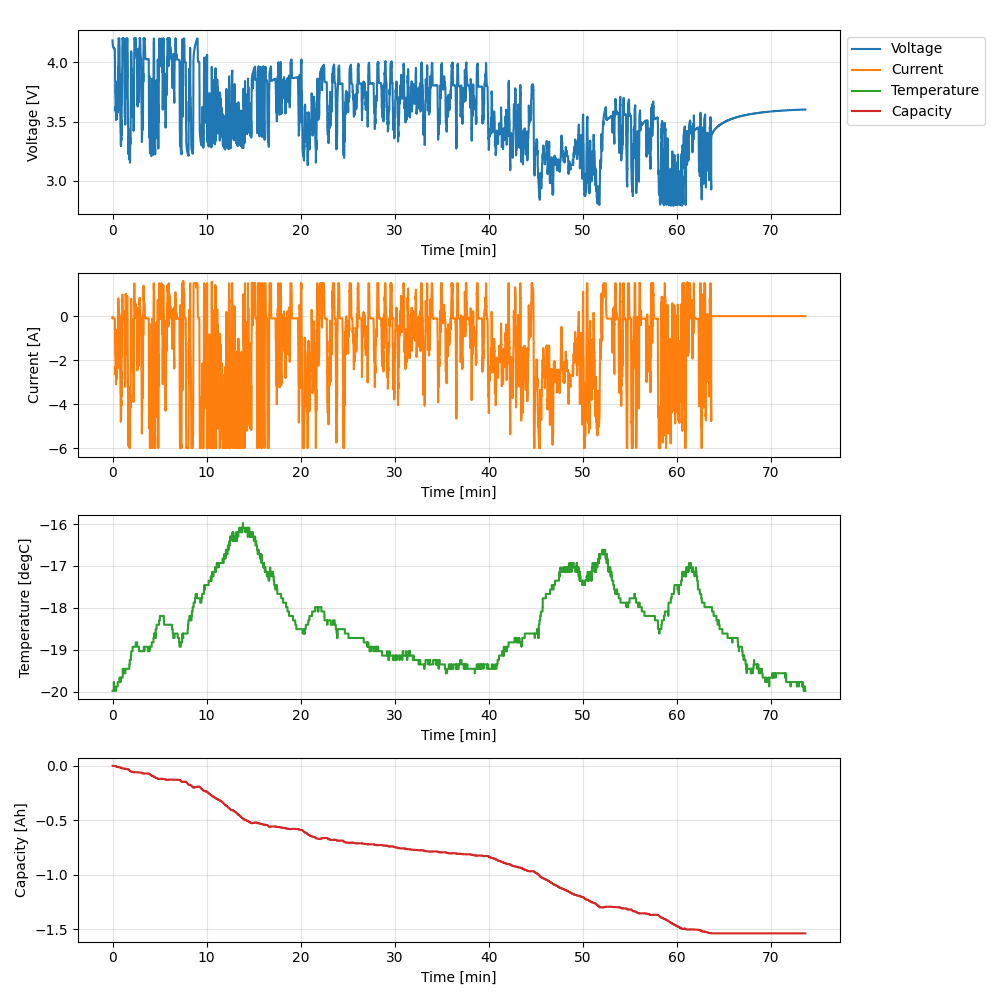 4.0
3.5
3.0
Voltage [V]
0 10 20 30 40 50 60 70
Time [min]
Voltage
Current
Temperature
Capacity
0
−2
−4
−6
Current [A]
0 10 20 30 40 50 60 70
Time [min]
−16
−17
−18
−19
−20
Temperature [degC]
0 10 20 30 40 50 60 70
Time [min]
0.0
−0.5
−1.0
−1.5
Capacity [Ah]
0 10 20 30 40 50 60 70
Time [min]